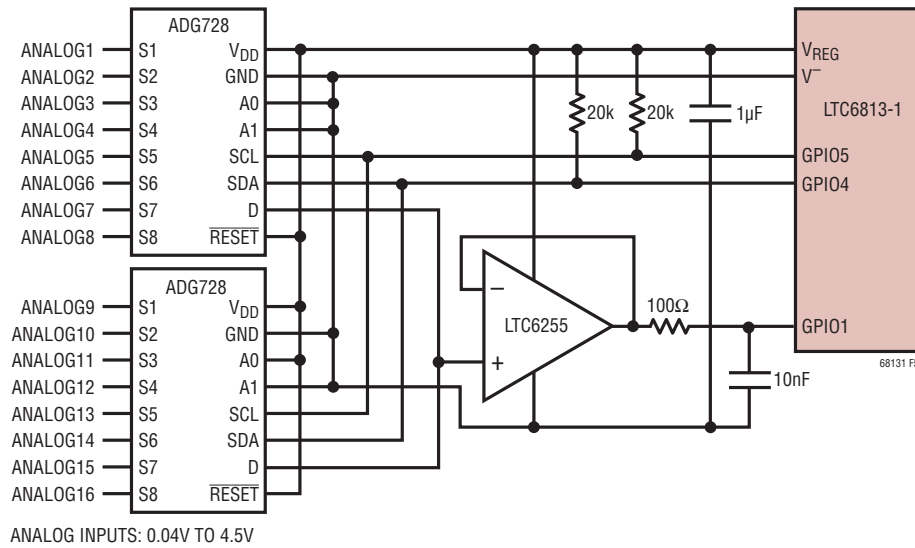 ADG728
ANALOG1 S1 VDD
ANALOG2 S2 GND
ANALOG3 S3 A0
ANALOG4 S4 A1
ANALOG5 S5 SCL
ANALOG6 S6 SDA
ANALOG7 S7 D
ANALOG8 S8 RESET
ADG728
ANALOG9 S1 VDD
ANALOG10 S2 GND
ANALOG11 S3 A0
ANALOG12 S4 A1
ANALOG13 S5 SCL
ANALOG14 S6 SDA
ANALOG15 S7 D
ANALOG16 S8 RESET
20k
20k
1µF
VREG
V–
LTC6813-1
GPIO5
GPIO4
–
LTC6255
+
100Ω
GPIO1
10nF
68131
ANALOG INPUTS: 0.04V TO 4.5V